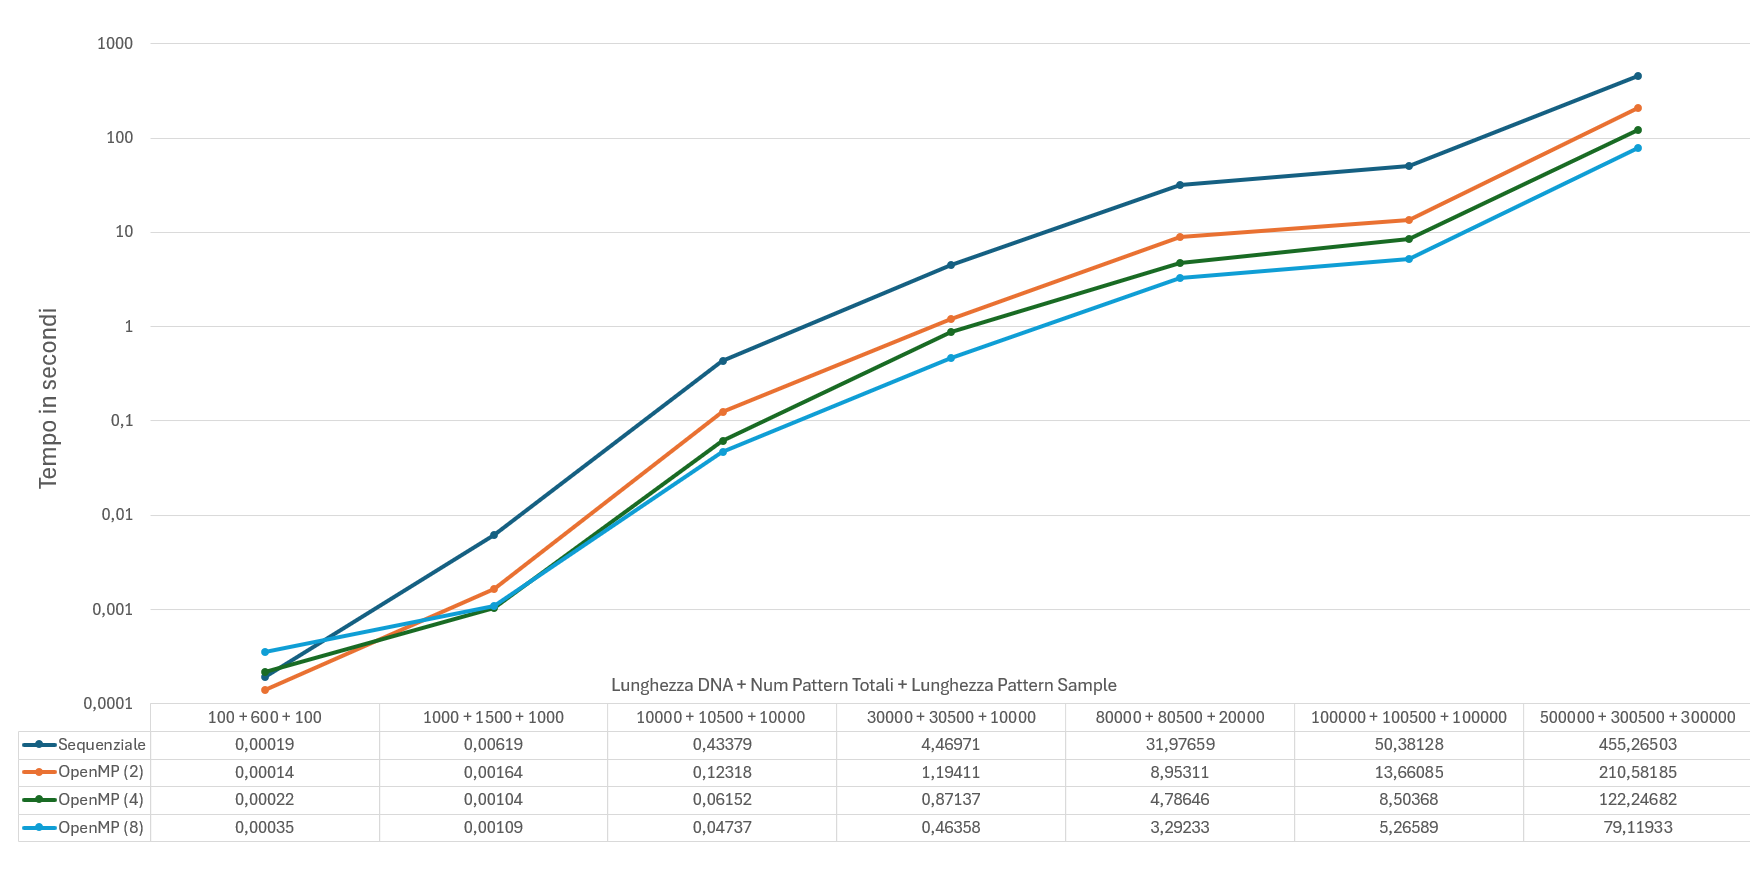 1000
100
10
1
0,1
0,01
0,001
0,0001
Tempo in secondi
Lunghezza DNA + Num Pattern Totali + Lunghezza Pattern Sample
100 + 600 + 100 1000 + 1500 + 1000 10000 + 10500 + 10000 30000 + 30500 + 10000 80000 + 80500 + 20000 100000 + 100500 + 100000 500000 + 300500 + 300000
Sequenziale 0,00019 0,00619 0,43379 4,46971 31,97659 50,38128 455,26503
OpenMP (2) 0,00014 0,00164 0,12318 1,19411 8,95311 13,66085 210,58185
OpenMP (4) 0,00022 0,00104 0,06152 0,87137 4,78646 8,50368 122,24682
OpenMP (8) 0,00035 0,00109 0,04737 0,46358 3,29233 5,26589 79,11933